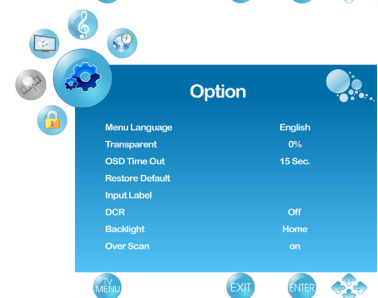 Option
Menu Language English
Transparent 0%
OSD Time Out 15 Sec.
Restore Default
Input Label
DCR Off
Backlight Home
Over Scan on
TV
MENU
EXIT
ENTER